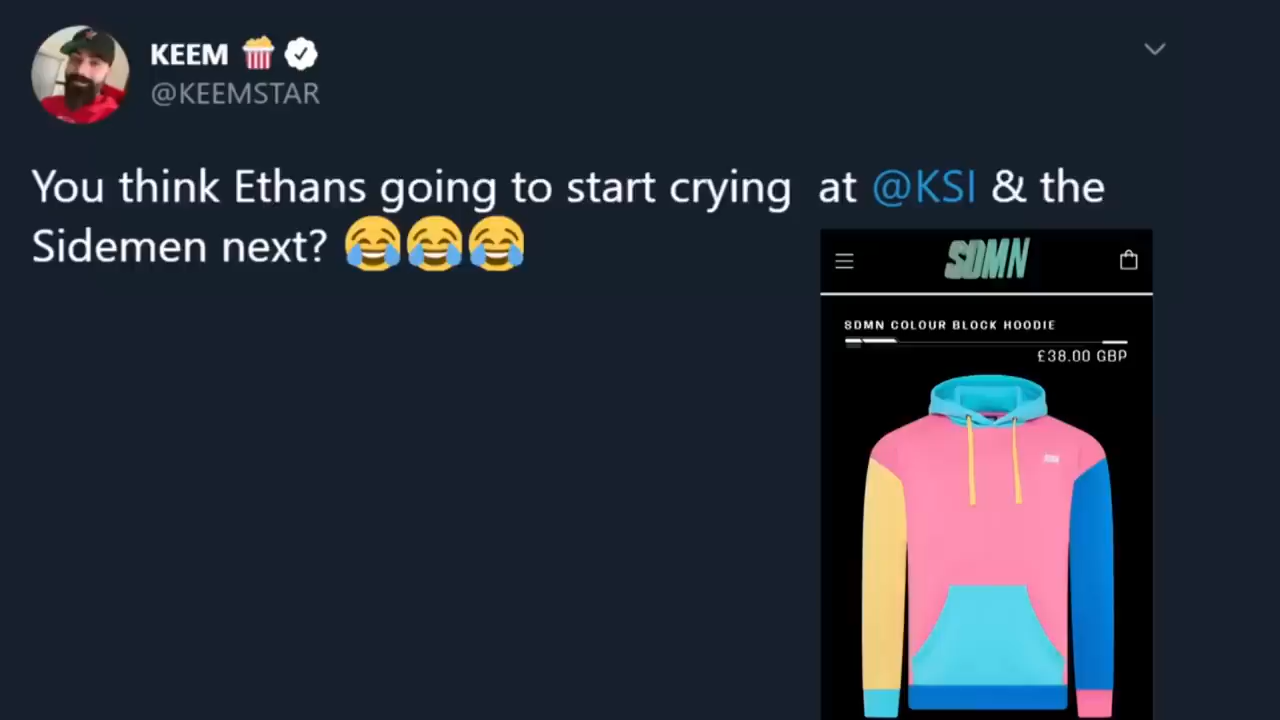 KEEM 🍿
@KEEMSTAR
You think Ethans going to start crying  at @KSI & the
Sidemen next? 😂😂😂
SDMN
SDMN COLOUR BLOCK HOODIE
£38.00 GBP